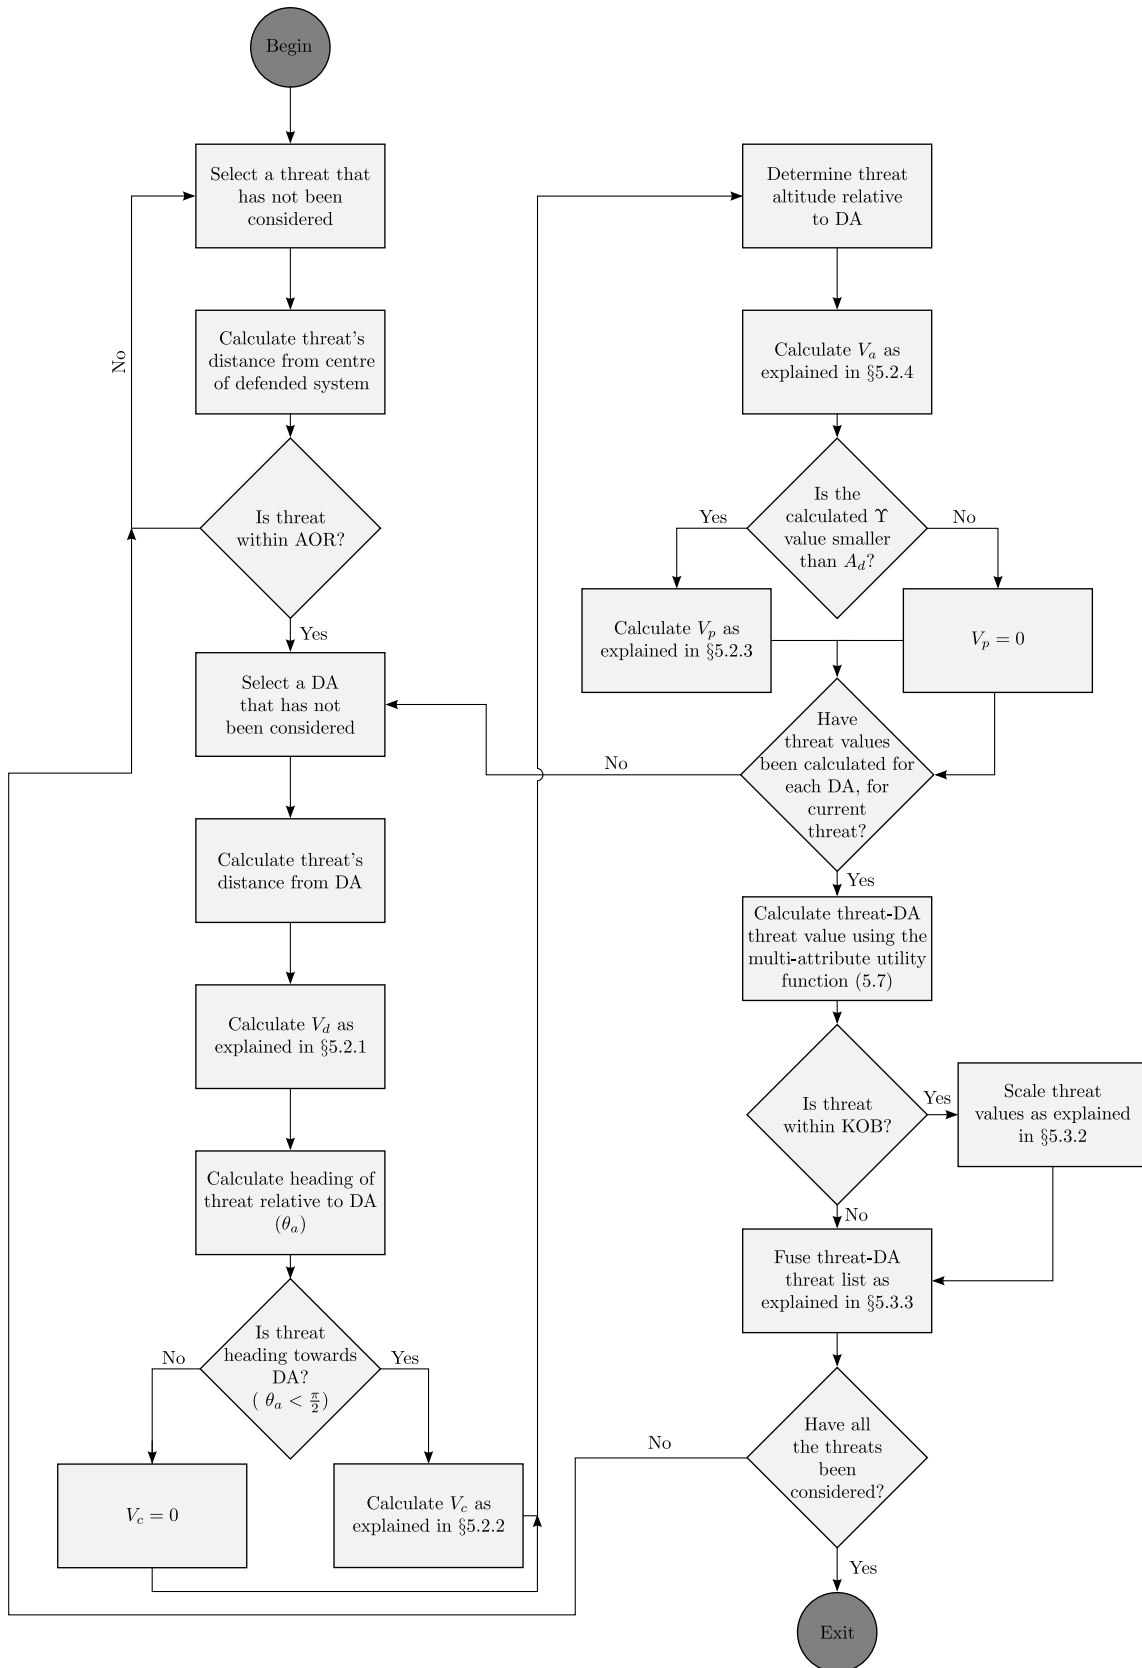 Begin
Select a threat that
has not been
considered
Calculate threat's
distance from centre
of defended system
No
Is threat
within AOR?
Yes
Select a DA
that has not
been considered
Calculate threat's
distance from DA
Calculate V_d as
explained in §5.2.1
Calculate heading of
threat relative to DA
(θ_a)
Is threat
heading towards
DA?
( θ_a < π/2)
No
Yes
V_c = 0
Calculate V_c as
explained in §5.2.2
Determine threat
altitude relative
to DA
Calculate V_a as
explained in §5.2.4
Is the
calculated ϒ
value smaller
than A_d?
Yes
No
Calculate V_p as
explained in §5.2.3
V_p = 0
Have
threat values
been calculated for
each DA, for
current
threat?
No
Yes
Calculate threat-DA
threat value using the
multi-attribute utility
function (5.7)
Is threat
within KOB?
Yes
Scale threat
values as explained
in §5.3.2
No
Fuse threat-DA
threat list as
explained in §5.3.3
Have all
the threats
been
considered?
No
Yes
Exit